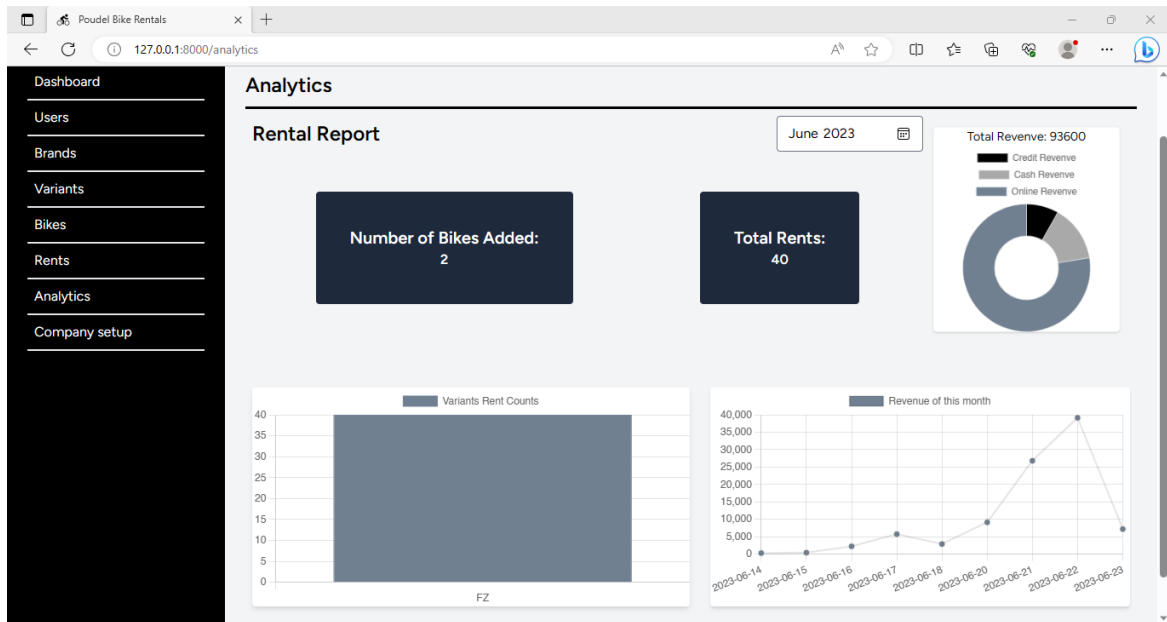 Poudel Bike Rentals
127.0.0.1:8000/analytics
Dashboard
Users
Brands
Variants
Bikes
Rents
Analytics
Company setup
Analytics
Rental Report
June 2023
Total Revenve: 93600
Credit Revenve
Cash Revenve
Online Revenve
Number of Bikes Added:
2
Total Rents:
40
Variants Rent Counts
40
35
30
25
20
15
10
5
0
FZ
Revenue of this month
40,000
35,000
30,000
25,000
20,000
15,000
10,000
5,000
0
2023-06-14
2023-06-15
2023-06-16
2023-06-17
2023-06-18
2023-06-20
2023-06-21
2023-06-22
2023-06-23